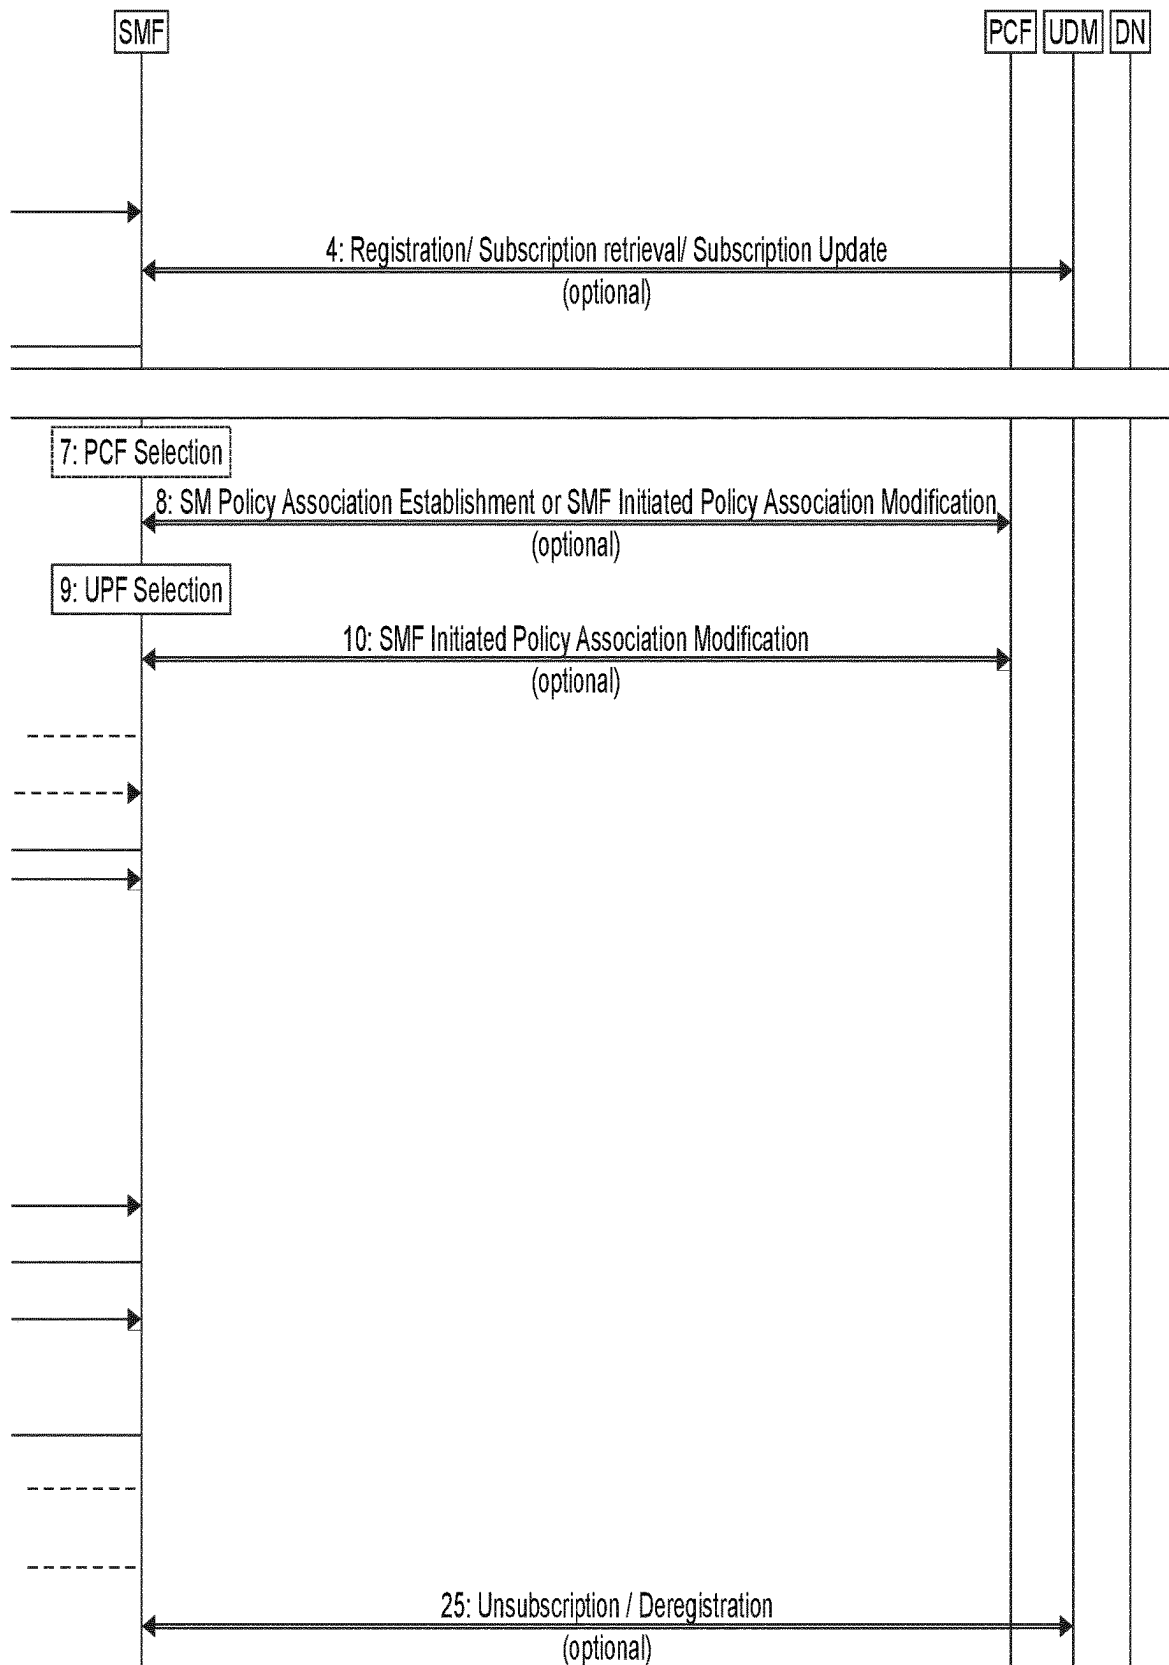 SMF
PCF
UDM
DN
4: Registration/ Subscription retrieval/ Subscription Update
(optional)
7: PCF Selection
8: SM Policy Association Establishment or SMF Initiated Policy Association Modification
(optional)
9: UPF Selection
10: SMF Initiated Policy Association Modification
(optional)
25: Unsubscription / Deregistration
(optional)